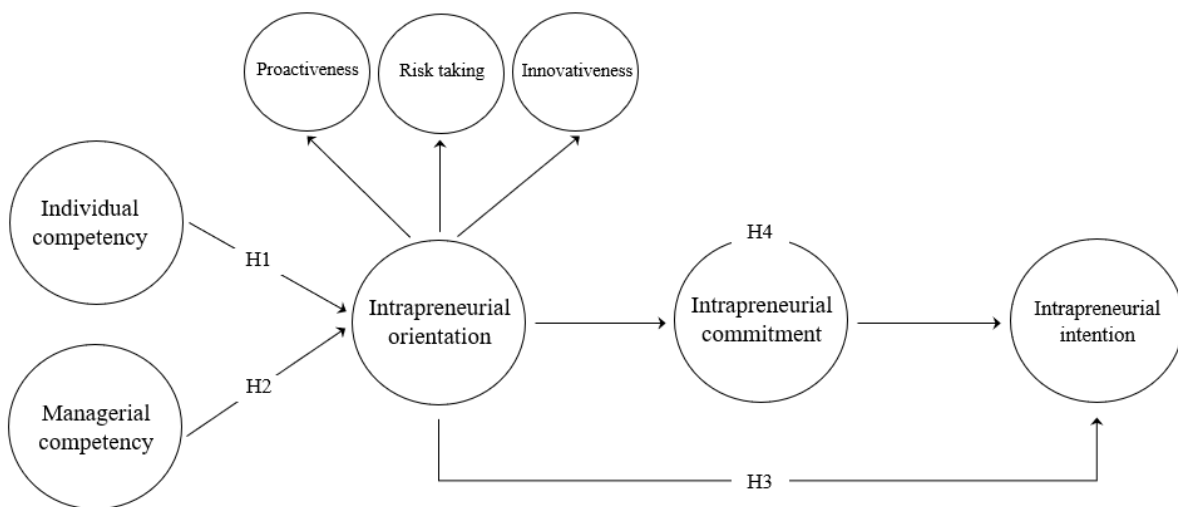 Proactiveness
Risk taking
Innovativeness
Individual
competency
H1
H2
Managerial
competency
Intrapreneurial
orientation
H4
Intrapreneurial
commitment
Intrapreneurial
intention
H3